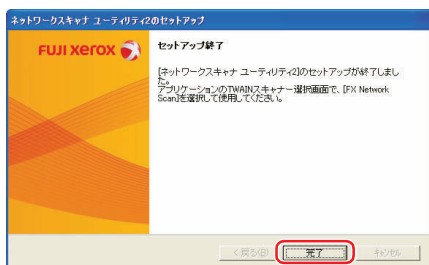 ネットワークスキャナ ユーティリティ2のセットアップ
FUJI XEROX
セットアップ終了
[ネットワークスキャナ ユーティリティ2]のセットアップが終了しまし
た。
アプリケーションのTWAINスキャナー選択画面で、[FX Network
Scan]を選択して使用してください。
< 戻る(B)
完了
キャンセル